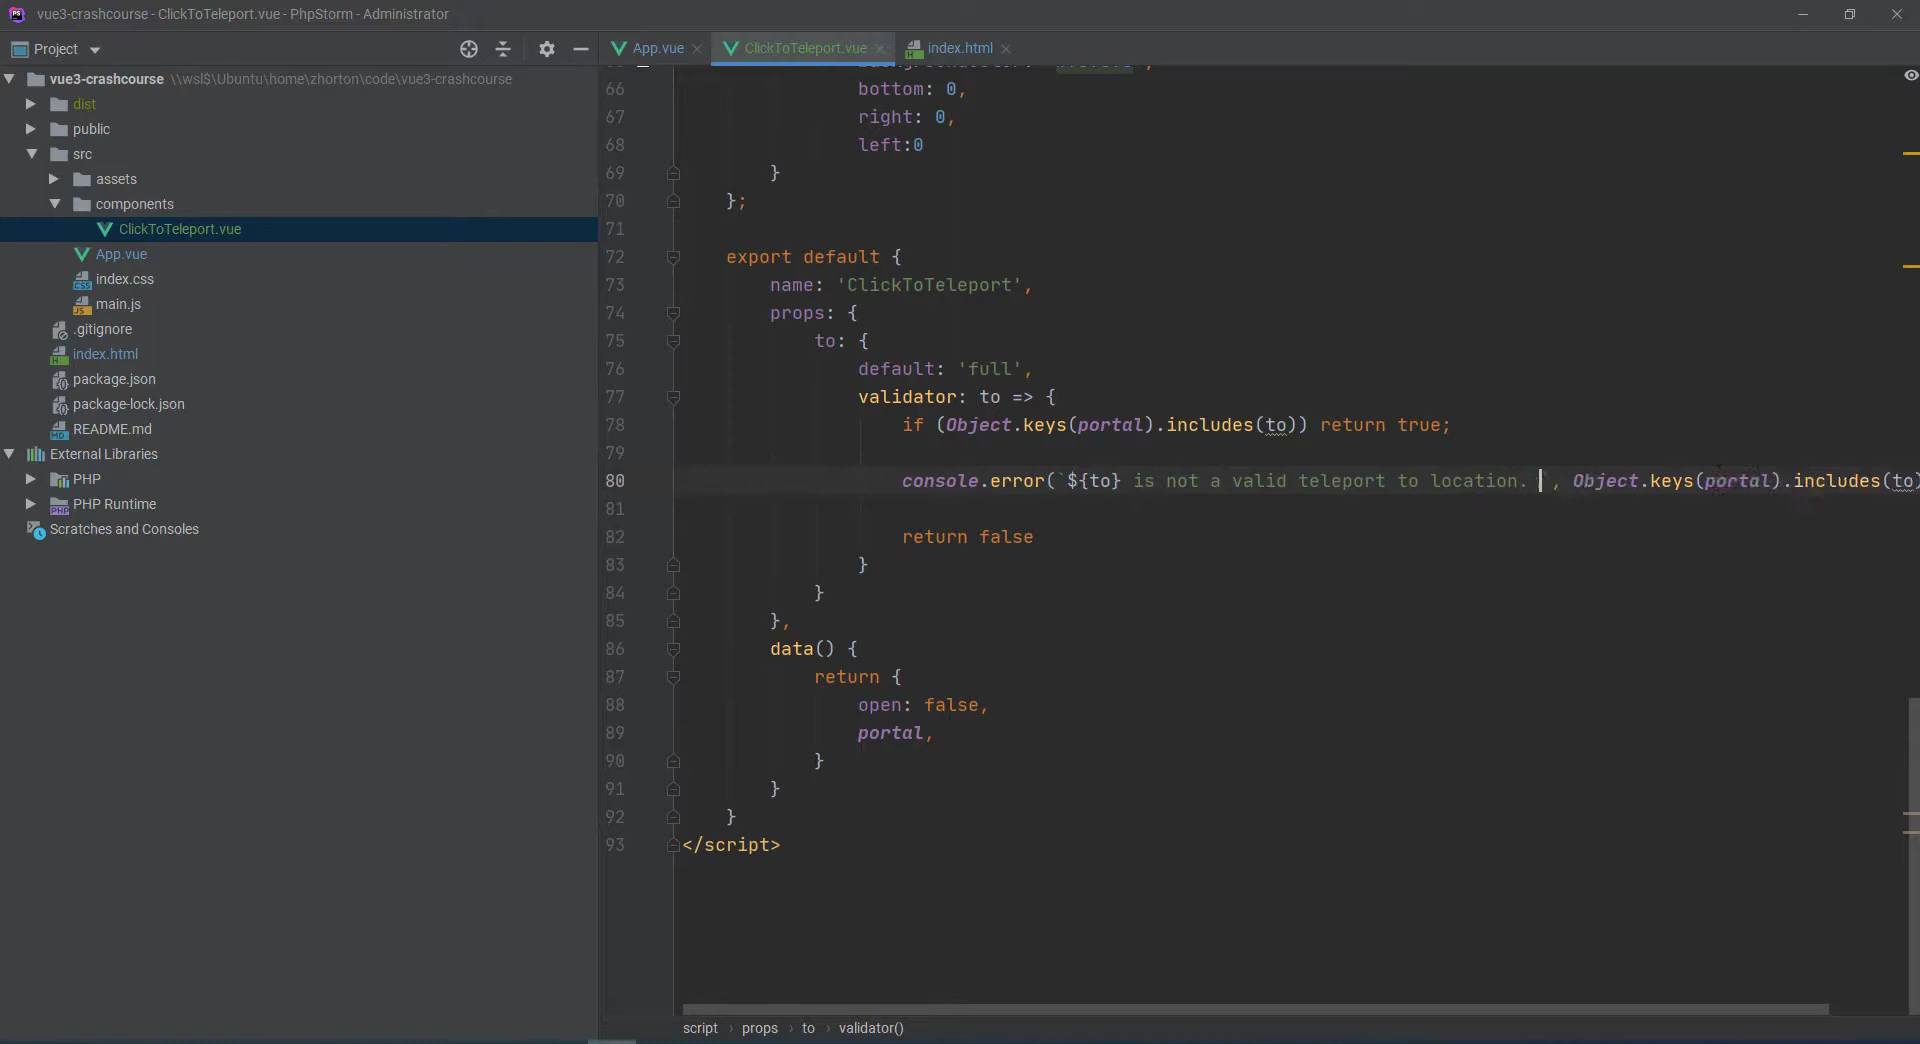 vue3-crashcourse - ClickToTeleport.vue - PhpStorm - Administrator
Project
App.vue
ClickToTeleport.vue
index.html
vue3-crashcourse \\wsl$\Ubuntu\home\zhorton\code\vue3-crashcourse
dist
public
src
assets
components
ClickToTeleport.vue
App.vue
index.css
main.js
.gitignore
index.html
package.json
package-lock.json
README.md
External Libraries
PHP
PHP Runtime
Scratches and Consoles
66 bottom: 0,
67 right: 0,
68 left:0
69 }
70 };
71
72 export default {
73 name: 'ClickToTeleport',
74 props: {
75 to: {
76 default: 'full',
77 validator: to => {
78 if (Object.keys(portal).includes(to)) return true;
79
80 console.error(`${to} is not a valid teleport to location. `, Object.keys(portal).includes(to)
81
82 return false
83 }
84 }
85 },
86 data() {
87 return {
88 open: false,
89 portal,
90 }
91 }
92 }
93 </script>
script › props › to › validator()